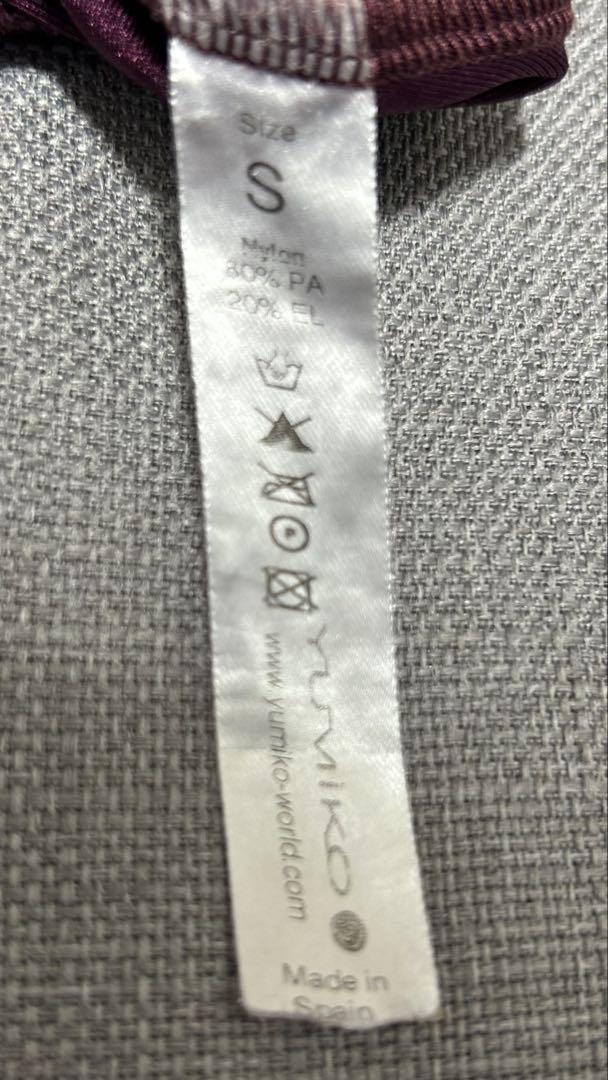 Size
S
Nylon
80% PA
20% EL
YUMIKO
www.yumiko-world.com
Made in
Spain